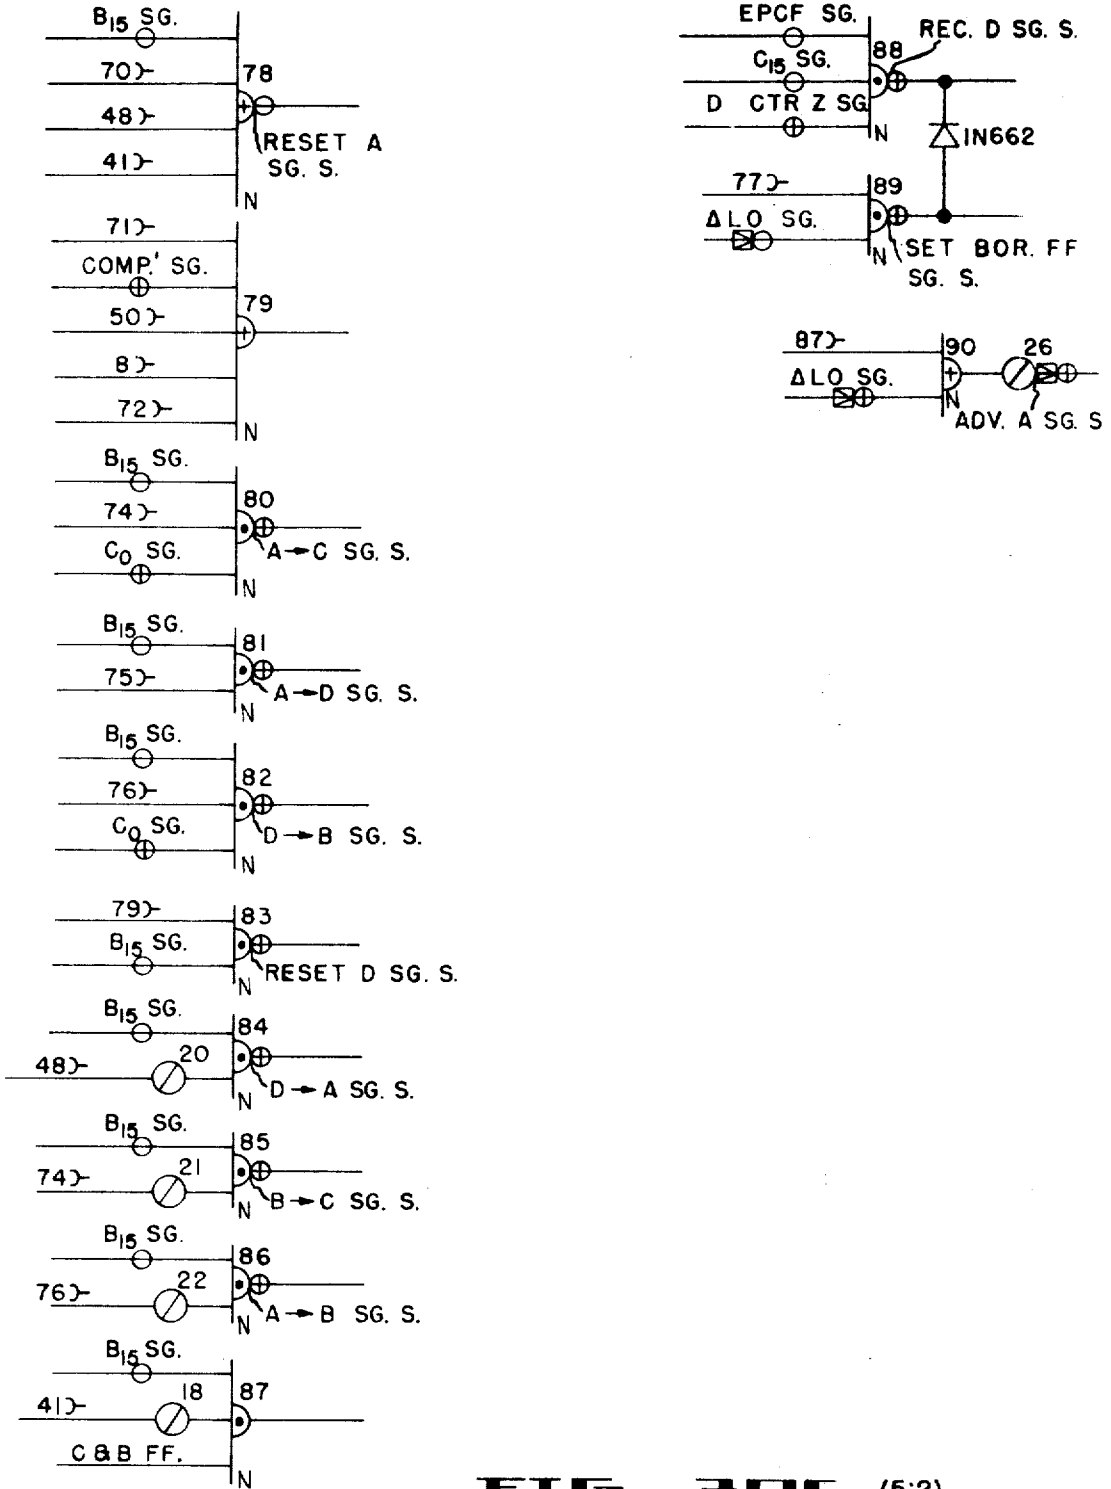 B15 SG.
70
78
48
RESET A
SG. S.
41
N
71
COMP.' SG.
79
50
8
72
N
B15 SG.
80
74
A→C SG. S.
C0 SG.
N
B15 SG.
81
75
A→D SG. S.
N
B15 SG.
82
76
D→B SG. S.
C0 SG.
N
79
83
B15 SG.
RESET D SG. S.
N
B15 SG.
84
20
48
D→A SG. S.
N
B15 SG.
85
21
74
B→C SG. S.
N
B15 SG.
86
22
76
A→B SG. S.
N
B15 SG.
18
87
41
C & B FF.
N
EPCF SG.
REC. D SG. S.
88
C15 SG.
D CTR Z SG
N
IN662
77
89
ΔLO SG.
N
SET BOR. FF
SG. S.
87
90
26
ΔLO SG.
N
ADV. A SG. S
(5:2)